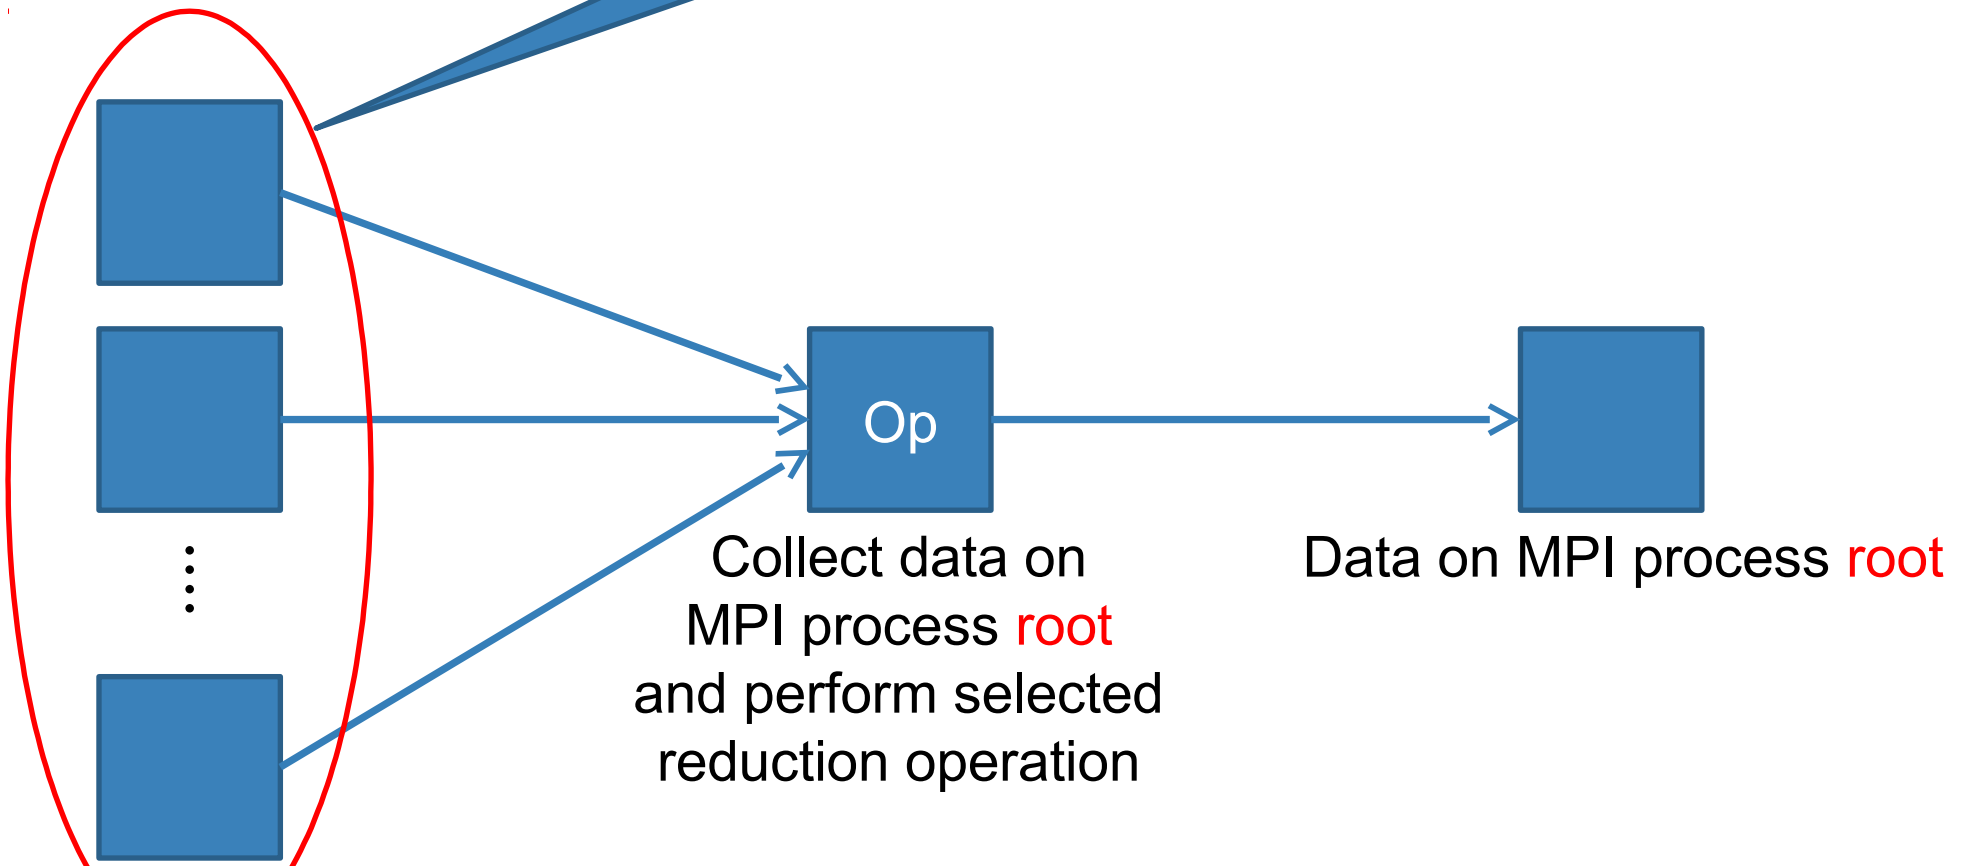 Op
Collect data on
MPI process root
and perform selected
reduction operation
Data on MPI process root